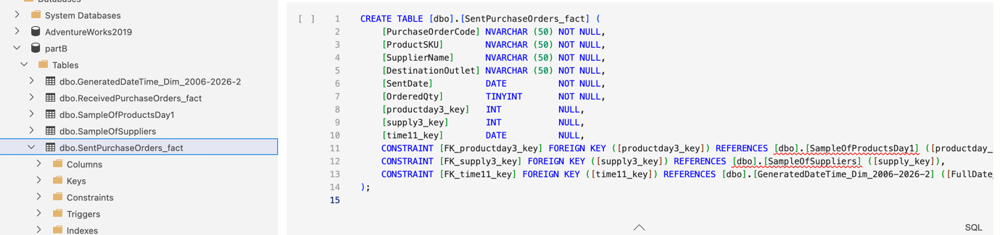 Databases
System Databases
AdventureWorks2019
partB
Tables
dbo.GeneratedDateTime_Dim_2006-2026-2
dbo.ReceivedPurchaseOrders_fact
dbo.SampleOfProductsDay1
dbo.SampleOfSuppliers
dbo.SentPurchaseOrders_fact
Columns
Keys
Constraints
Triggers
Indexes
[ ]
1 CREATE TABLE [dbo].[SentPurchaseOrders_fact] (
2 [PurchaseOrderCode] NVARCHAR (50) NOT NULL,
3 [ProductSKU] NVARCHAR (50) NOT NULL,
4 [SupplierName] NVARCHAR (50) NOT NULL,
5 [DestinationOutlet] NVARCHAR (50) NOT NULL,
6 [SentDate] DATE NOT NULL,
7 [OrderedQty] TINYINT NOT NULL,
8 [productday3_key] INT NULL,
9 [supply3_key] INT NULL,
10 [time11_key] DATE NULL,
11 CONSTRAINT [FK_productday3_key] FOREIGN KEY ([productday3_key]) REFERENCES [dbo].[SampleOfProductsDay1] ([productday_
12 CONSTRAINT [FK_supply3_key] FOREIGN KEY ([supply3_key]) REFERENCES [dbo].[SampleOfSuppliers] ([supply_key]),
13 CONSTRAINT [FK_time11_key] FOREIGN KEY ([time11_key]) REFERENCES [dbo].[GeneratedDateTime_Dim_2006-2026-2] ([FullDate_
14 );
15
SQL